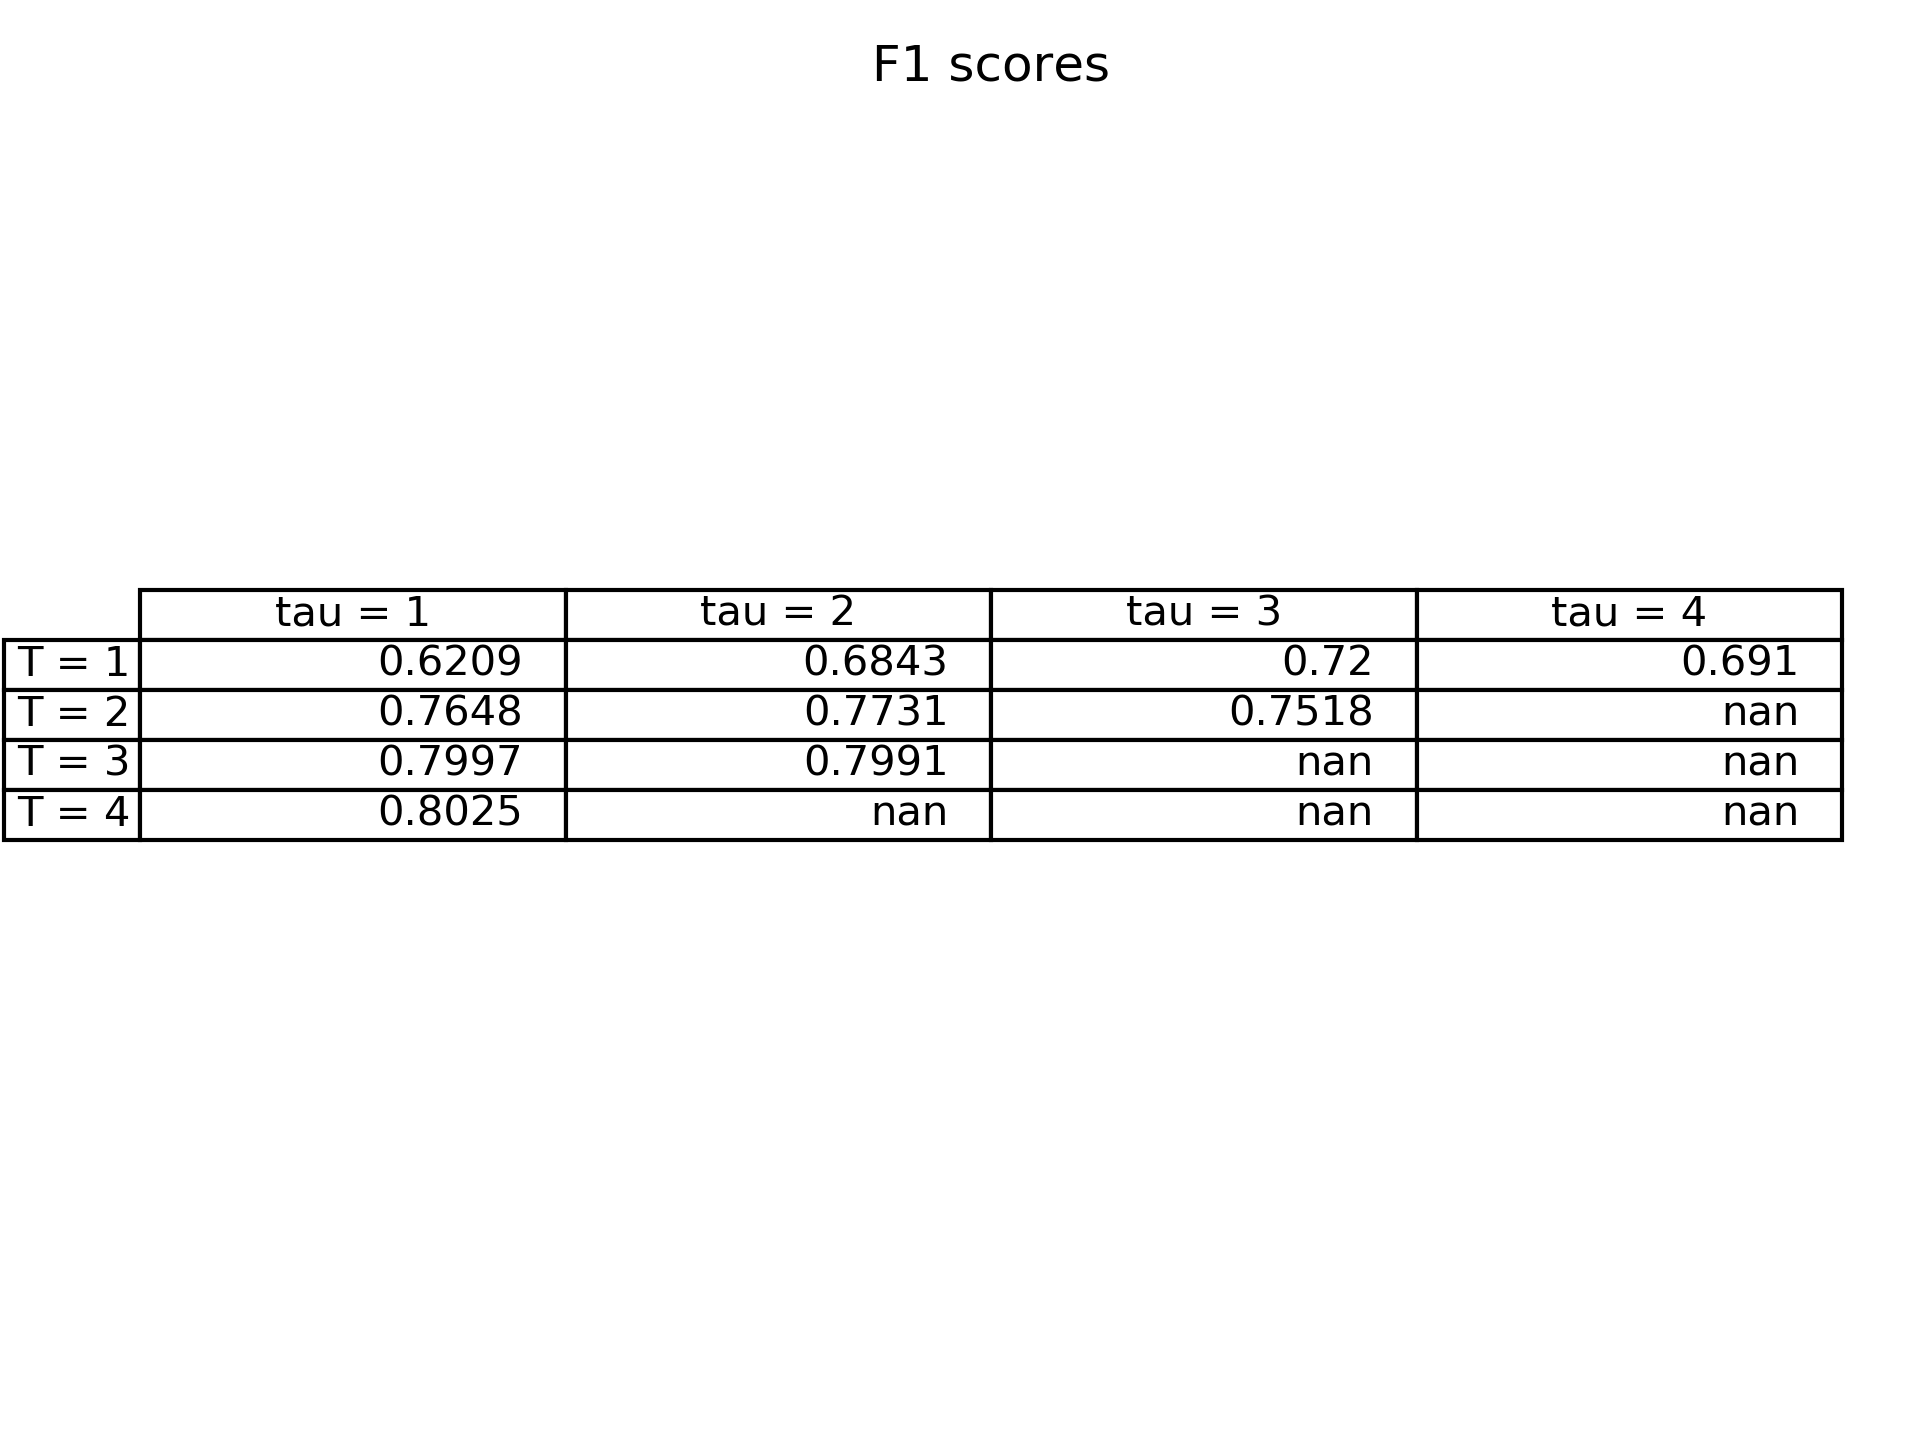 F1 scores
tau = 1 tau = 2 tau = 3 tau = 4
T = 1 0.6209 0.6843 0.72 0.691
T = 2 0.7648 0.7731 0.7518 nan
T = 3 0.7997 0.7991 nan nan
T = 4 0.8025 nan nan nan